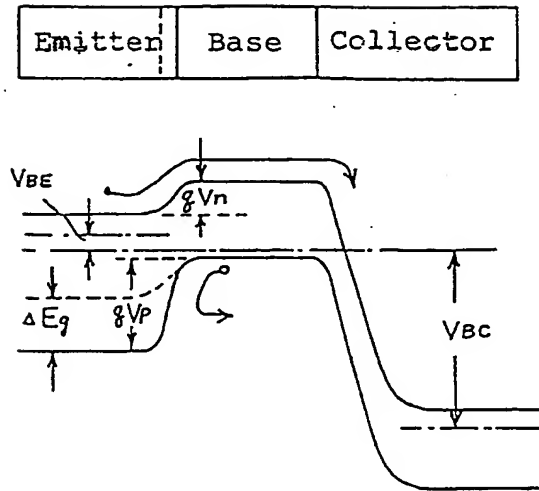 Emitter Base Collector
VBE
qVn
ΔEg
qVp
VBC